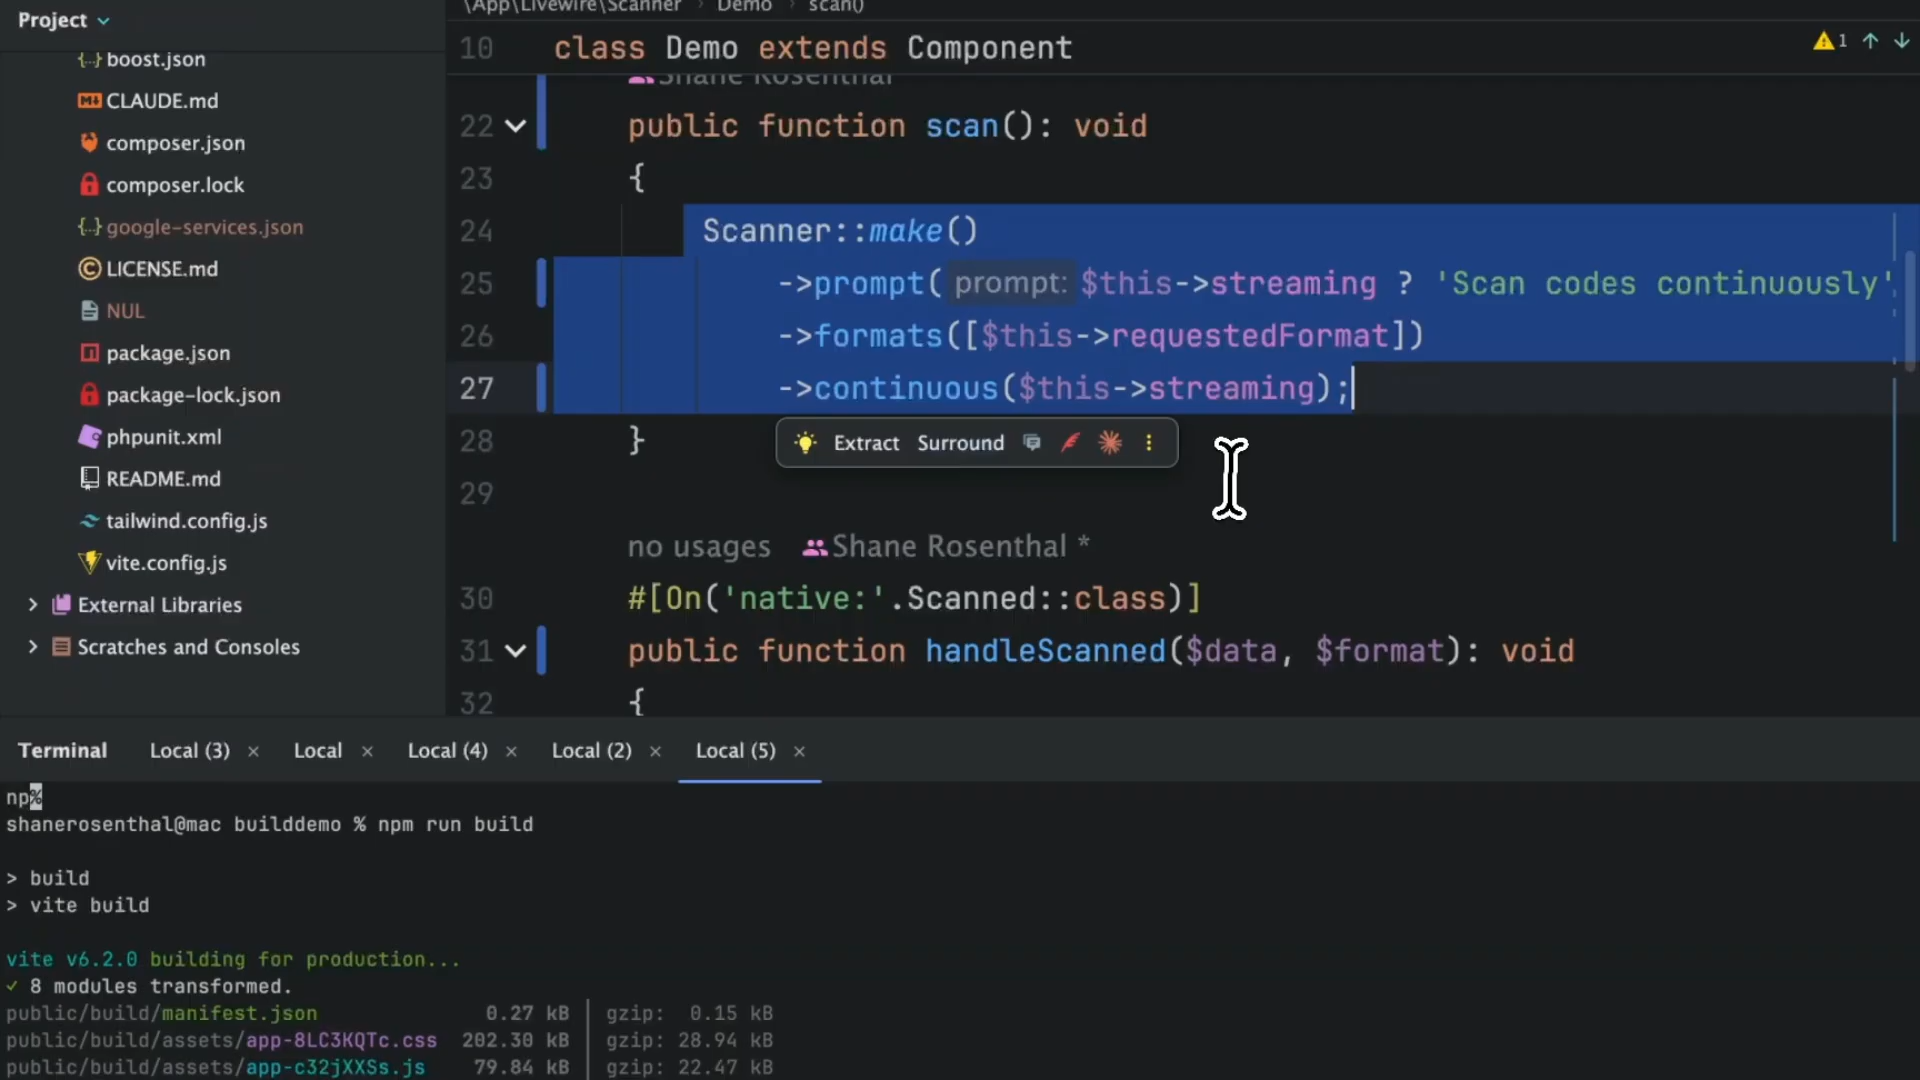 Project
boost.json
CLAUDE.md
composer.json
composer.lock
google-services.json
LICENSE.md
NUL
package.json
package-lock.json
phpunit.xml
README.md
tailwind.config.js
vite.config.js
External Libraries
Scratches and Consoles
\App\Livewire\Scanner › Demo › scan()
10 class Demo extends Component
1
Shane Rosenthal
22 public function scan(): void
23 {
24 Scanner::make()
25 ->prompt( prompt: $this->streaming ? 'Scan codes continuously'
26 ->formats([$this->requestedFormat])
27 ->continuous($this->streaming);
28 }
Extract Surround
29
no usages Shane Rosenthal *
30 #[On('native:'.Scanned::class)]
31 public function handleScanned($data, $format): void
32 {
Terminal Local (3) × Local × Local (4) × Local (2) × Local (5) ×
np%
shanerosenthal@mac builddemo % npm run build
> build
> vite build
vite v6.2.0 building for production...
✓ 8 modules transformed.
public/build/manifest.json 0.27 kB │ gzip: 0.15 kB
public/build/assets/app-8LC3KQTc.css 202.30 kB │ gzip: 28.94 kB
public/build/assets/app-c32jXXSs.js 79.84 kB │ gzip: 22.47 kB